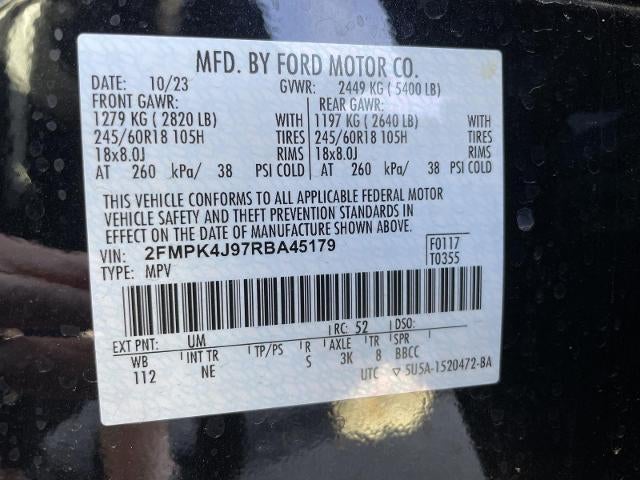 MFD. BY FORD MOTOR CO.
DATE: 10/23 GVWR: 2449 KG ( 5400 LB)
FRONT GAWR: REAR GAWR:
1279 KG ( 2820 LB) WITH 1197 KG ( 2640 LB) WITH
245/60R18 105H TIRES 245/60R18 105H TIRES
18x8.0J RIMS 18x8.0J RIMS
AT 260 kPa/ 38 PSI COLD AT 260 kPa/ 38 PSI COLD
THIS VEHICLE CONFORMS TO ALL APPLICABLE FEDERAL MOTOR
VEHICLE SAFETY AND THEFT PREVENTION STANDARDS IN
EFFECT ON THE DATE OF MANUFACTURE SHOWN ABOVE.
VIN: 2FMPK4J97RBA45179 F0117
TYPE: MPV T0355
EXT PNT: UM RC: 52 DSO:
WB INT TR TP/PS R AXLE TR SPR
112 NE S 3K 8 BBCC
UTC ▽ 5U5A-1520472-BA